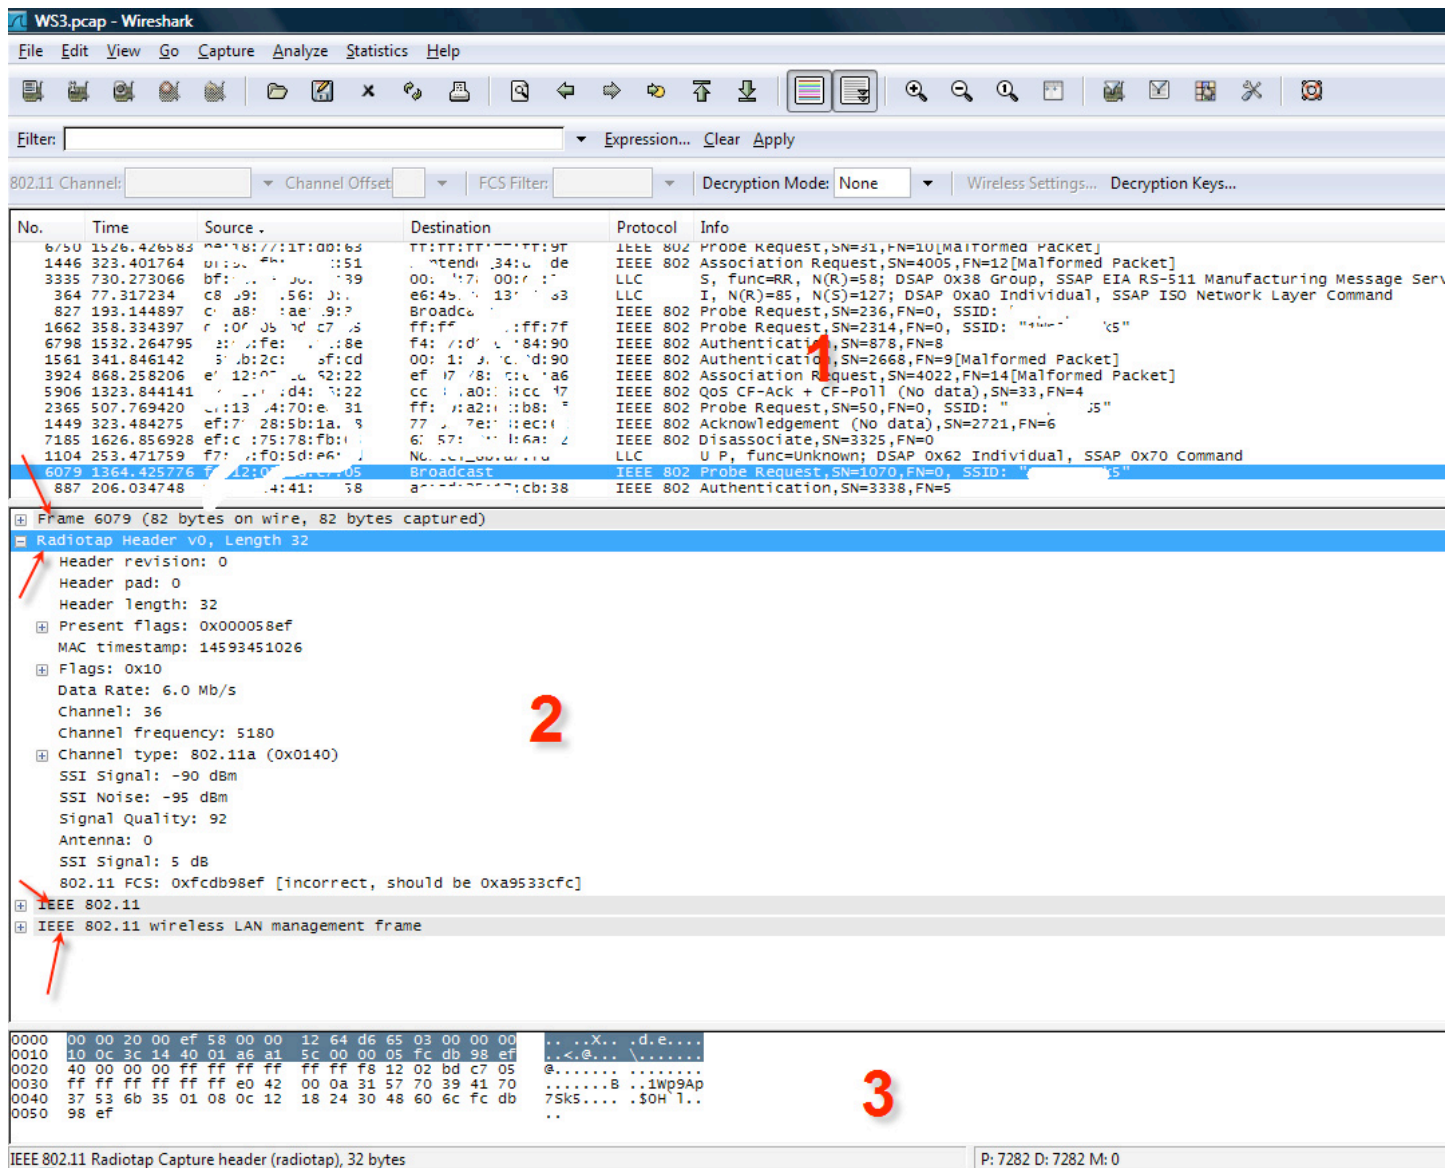 WS3.pcap - Wireshark
File Edit View Go Capture Analyze Statistics Help
Filter: Expression... Clear Apply
802.11 Channel: Channel Offset FCS Filter: Decryption Mode: None Wireless Settings... Decryption Keys...
No. Time Source Destination Protocol Info
6750 1526.426583 IEEE 802 Probe Request,SN=31,FN=10[Malformed Packet]
1446 323.401764 IEEE 802 Association Request,SN=4005,FN=12[Malformed Packet]
3335 730.273066 LLC S, func=RR, N(R)=58; DSAP 0x38 Group, SSAP EIA RS-511 Manufacturing Message Serv
364 77.317234 LLC I, N(R)=85, N(S)=127; DSAP 0xa0 Individual, SSAP ISO Network Layer Command
827 193.144897 IEEE 802 Probe Request,SN=236,FN=0, SSID:
1662 358.334397 IEEE 802 Probe Request,SN=2314,FN=0, SSID:
6798 1532.264795 IEEE 802 Authentication,SN=878,FN=8
1561 341.846142 IEEE 802 Authentication,SN=2668,FN=9[Malformed Packet]
3924 868.258206 IEEE 802 Association Request,SN=4022,FN=14[Malformed Packet]
5906 1323.844141 IEEE 802 QoS CF-Ack + CF-Poll (No data),SN=33,FN=4
2365 507.769420 IEEE 802 Probe Request,SN=50,FN=0, SSID:
1449 323.484275 IEEE 802 Acknowledgement (No data),SN=2721,FN=6
7185 1626.856928 IEEE 802 Disassociate,SN=3325,FN=0
1104 253.471759 LLC U P, func=Unknown; DSAP 0x62 Individual, SSAP 0x70 Command
6079 1364.425776 Broadcast IEEE 802 Probe Request,SN=1070,FN=0, SSID:
887 206.034748 IEEE 802 Authentication,SN=3338,FN=5
1
Frame 6079 (82 bytes on wire, 82 bytes captured)
Radiotap Header v0, Length 32
Header revision: 0
Header pad: 0
Header length: 32
Present flags: 0x000058ef
MAC timestamp: 14593451026
Flags: 0x10
Data Rate: 6.0 Mb/s
Channel: 36
Channel frequency: 5180
Channel type: 802.11a (0x0140)
SSI Signal: -90 dBm
SSI Noise: -95 dBm
Signal Quality: 92
Antenna: 0
SSI Signal: 5 dB
802.11 FCS: 0xfcdb98ef [incorrect, should be 0xa9533cfc]
IEEE 802.11
IEEE 802.11 wireless LAN management frame
2
0000 00 00 20 00 ef 58 00 00 12 64 d6 65 03 00 00 00 .. ..X.. .d.e....
0010 10 0c 3c 14 40 01 a6 a1 5c 00 00 05 fc db 98 ef ..<.@... \.......
0020 40 00 00 00 ff ff ff ff ff ff f8 12 02 bd c7 05 @....... ........
0030 ff ff ff ff ff ff e0 42 00 0a 31 57 70 39 41 70 .......B ..1Wp9Ap
0040 37 53 6b 35 01 08 0c 12 18 24 30 48 60 6c fc db 7Sk5.... .$0H`l..
0050 98 ef ..
3
IEEE 802.11 Radiotap Capture header (radiotap), 32 bytes P: 7282 D: 7282 M: 0